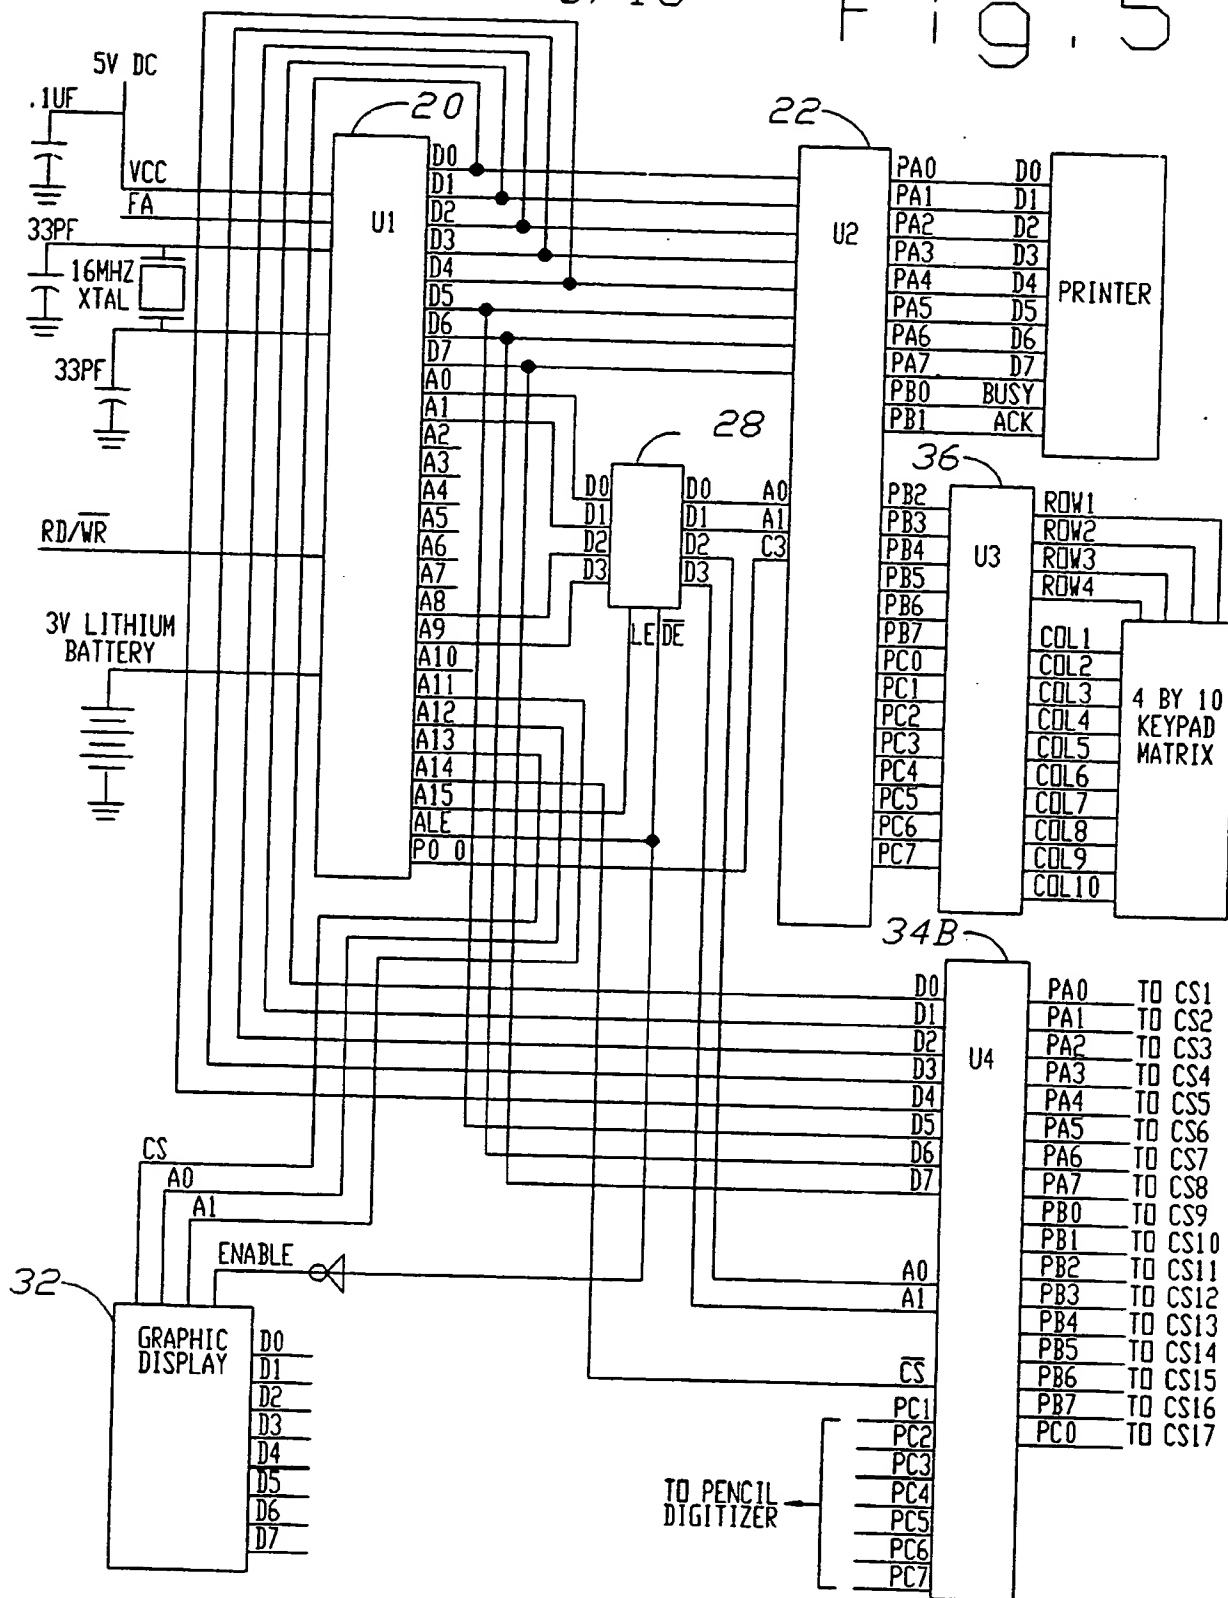 Fig. 5
5V DC
.1UF
VCC
FA
33PF
16MHZ
XTAL
33PF
RD/W̅R̅
3V LITHIUM
BATTERY
20
U1
D0
D1
D2
D3
D4
D5
D6
D7
A0
A1
A2
A3
A4
A5
A6
A7
A8
A9
A10
A11
A12
A13
A14
A15
ALE
P0 0
28
D0
D1
D2
D3
D0
D1
D2
D3
LE
D̅E̅
22
U2
A0
A1
C3
PA0
PA1
PA2
PA3
PA4
PA5
PA6
PA7
PB0
PB1
PB2
PB3
PB4
PB5
PB6
PB7
PC0
PC1
PC2
PC3
PC4
PC5
PC6
PC7
D0
D1
D2
D3
D4
D5
D6
D7
BUSY
ACK
PRINTER
36
U3
ROW1
ROW2
ROW3
ROW4
COL1
COL2
COL3
COL4
COL5
COL6
COL7
COL8
COL9
COL10
4 BY 10
KEYPAD
MATRIX
34B
U4
D0
D1
D2
D3
D4
D5
D6
D7
A0
A1
C̅S̅
PC1
PC2
PC3
PC4
PC5
PC6
PC7
TO PENCIL
DIGITIZER
PA0 TO CS1
PA1 TO CS2
PA2 TO CS3
PA3 TO CS4
PA4 TO CS5
PA5 TO CS6
PA6 TO CS7
PA7 TO CS8
PB0 TO CS9
PB1 TO CS10
PB2 TO CS11
PB3 TO CS12
PB4 TO CS13
PB5 TO CS14
PB6 TO CS15
PB7 TO CS16
PC0 TO CS17
CS
A0
A1
ENABLE
32
GRAPHIC
DISPLAY
D0
D1
D2
D3
D4
D5
D6
D7